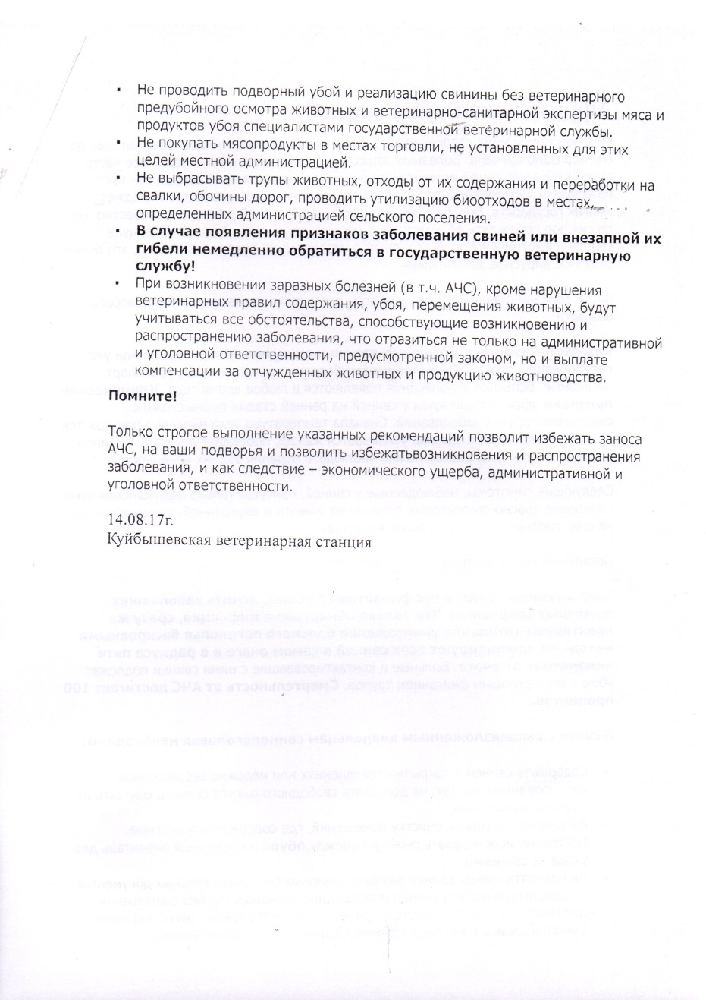 ▪ Не проводить подворный убой и реализацию свинины без ветеринарного
предубойного осмотра животных и ветеринарно-санитарной экспертизы мяса и
продуктов убоя специалистами государственной ветеринарной службы.
▪ Не покупать мясопродукты в местах торговли, не установленных для этих
целей местной администрацией.
▪ Не выбрасывать трупы животных, отходы от их содержания и переработки на
свалки, обочины дорог, проводить утилизацию биоотходов в местах,
определенных администрацией сельского поселения.
▪ В случае появления признаков заболевания свиней или внезапной их
гибели немедленно обратиться в государственную ветеринарную
службу!
▪ При возникновении заразных болезней (в т.ч. АЧС), кроме нарушения
ветеринарных правил содержания, убоя, перемещения животных, будут
учитываться все обстоятельства, способствующие возникновению и
распространению заболевания, что отразиться не только на административной
и уголовной ответственности, предусмотренной законом, но и выплате
компенсации за отчужденных животных и продукцию животноводства.
Помните!
Только строгое выполнение указанных рекомендаций позволит избежать заноса
АЧС, на ваши подворья и позволить избежатьвозникновения и распространения
заболевания, и как следствие – экономического ущерба, административной и
уголовной ответственности.
14.08.17г.
Куйбышевская ветеринарная станция